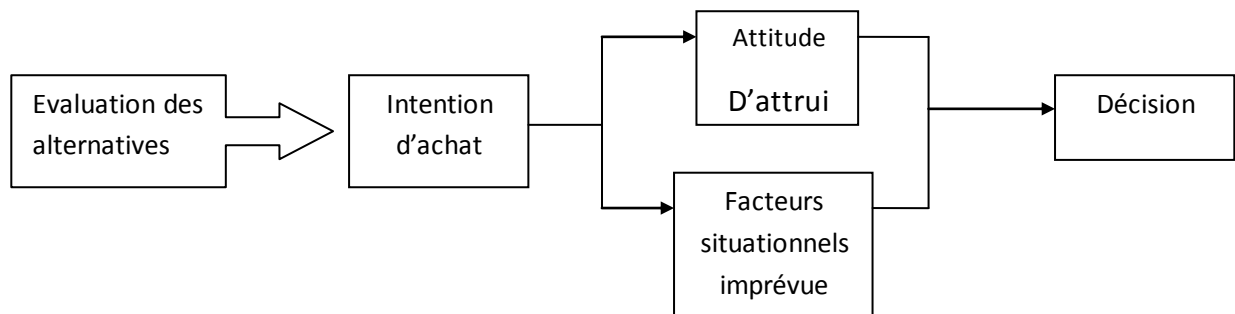 Evaluation des
alternatives
Intention
d’achat
Attitude
D’attrui
Facteurs
situationnels
imprévue
Décision